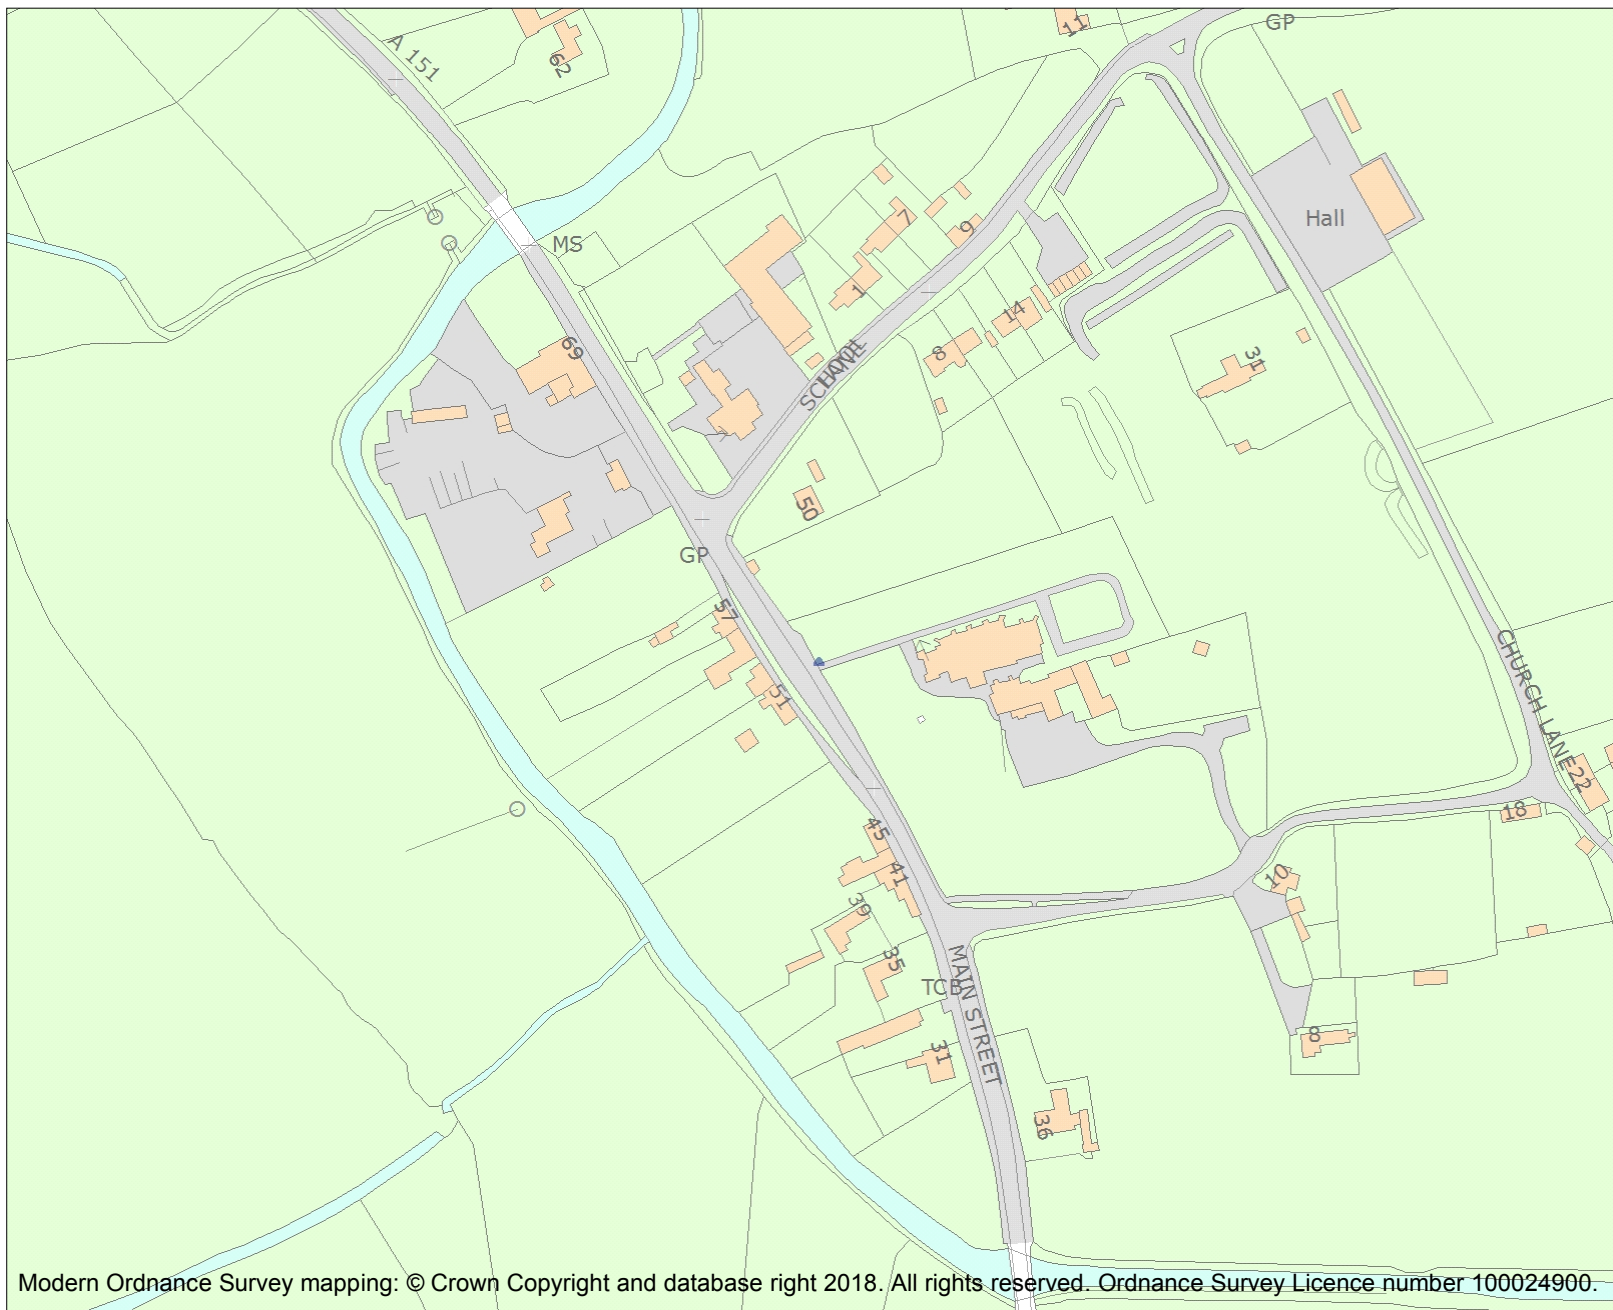 GP
11
A 151
62
Hall
MS
7
9
1
14
8
31
69
SCHOOL LANE
50
GP
57
51
CHURCH LANE
22
18
45
41
10
39
35
TCB
MAIN STREET
31
8
36
Modern Ordnance Survey mapping: © Crown Copyright and database right 2018. All rights reserved. Ordnance Survey Licence number 100024900.